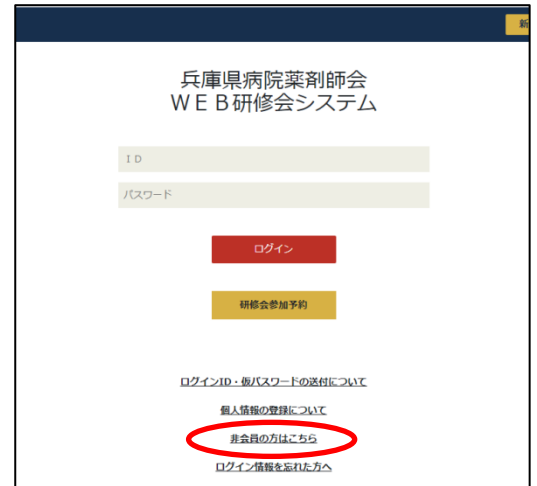 新
兵庫県病院薬剤師会
ＷＥＢ研修会システム
ＩＤ
パスワード
ログイン
研修会参加予約
ログインID・仮パスワードの送付について
個人情報の登録について
非会員の方はこちら
ログイン情報を忘れた方へ